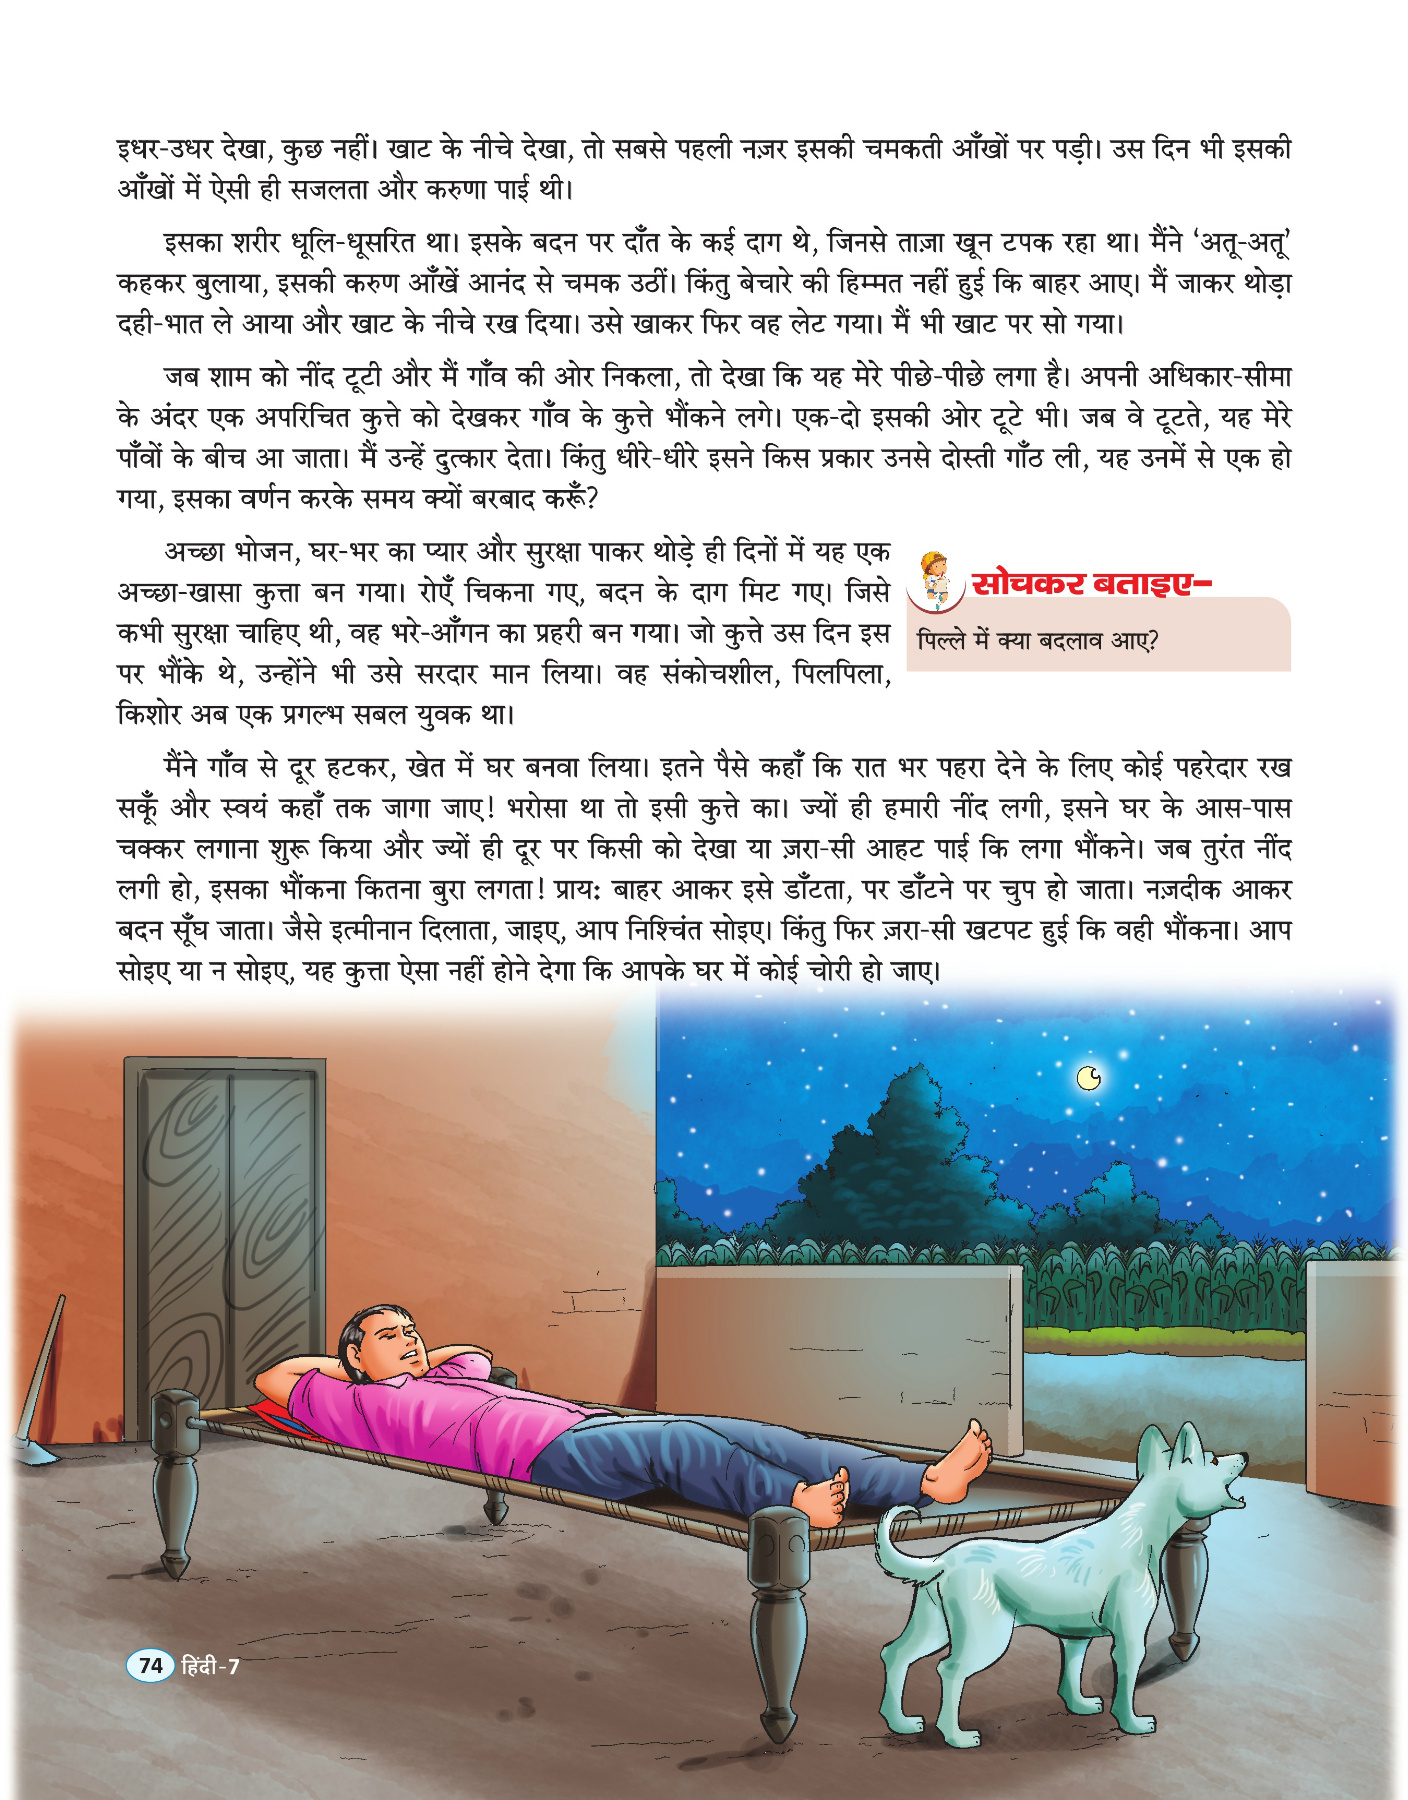 इधर-उधर देखा, कुछ नहीं। खाट के नीचे देखा, तो सबसे पहली नज़र इसकी चमकती आँखों पर पड़ी। उस दिन भी इसकी
आँखों में ऐसी ही सजलता और करुणा पाई थी।
इसका शरीर धूलि-धूसरित था। इसके बदन पर दाँत के कई दाग थे, जिनसे ताज़ा खून टपक रहा था। मैंने ‘अतू-अतू’
कहकर बुलाया, इसकी करुण आँखें आनंद से चमक उठीं। किंतु बेचारे की हिम्मत नहीं हुई कि बाहर आए। मैं जाकर थोड़ा
दही-भात ले आया और खाट के नीचे रख दिया। उसे खाकर फिर वह लेट गया। मैं भी खाट पर सो गया।
जब शाम को नींद टूटी और मैं गाँव की ओर निकला, तो देखा कि यह मेरे पीछे-पीछे लगा है। अपनी अधिकार-सीमा
के अंदर एक अपरिचित कुत्ते को देखकर गाँव के कुत्ते भौंकने लगे। एक-दो इसकी ओर टूटे भी। जब वे टूटते, यह मेरे
पाँवों के बीच आ जाता। मैं उन्हें दुत्कार देता। किंतु धीरे-धीरे इसने किस प्रकार उनसे दोस्ती गाँठ ली, यह उनमें से एक हो
गया, इसका वर्णन करके समय क्यों बरबाद करूँ?
अच्छा भोजन, घर-भर का प्यार और सुरक्षा पाकर थोड़े ही दिनों में यह एक
अच्छा-खासा कुत्ता बन गया। रोएँ चिकना गए, बदन के दाग मिट गए। जिसे
कभी सुरक्षा चाहिए थी, वह भरे-आँगन का प्रहरी बन गया। जो कुत्ते उस दिन इस
पर भौंके थे, उन्होंने भी उसे सरदार मान लिया। वह संकोचशील, पिलपिला,
किशोर अब एक प्रगल्भ सबल युवक था।
सोचकर बताइए–
पिल्ले में क्या बदलाव आए?
मैंने गाँव से दूर हटकर, खेत में घर बनवा लिया। इतने पैसे कहाँ कि रात भर पहरा देने के लिए कोई पहरेदार रख
सकूँ और स्वयं कहाँ तक जागा जाए! भरोसा था तो इसी कुत्ते का। ज्यों ही हमारी नींद लगी, इसने घर के आस-पास
चक्कर लगाना शुरू किया और ज्यों ही दूर पर किसी को देखा या ज़रा-सी आहट पाई कि लगा भौंकने। जब तुरंत नींद
लगी हो, इसका भौंकना कितना बुरा लगता! प्रायः बाहर आकर इसे डाँटता, पर डाँटने पर चुप हो जाता। नज़दीक आकर
बदन सूँघ जाता। जैसे इत्मीनान दिलाता, जाइए, आप निश्चिंत सोइए। किंतु फिर ज़रा-सी खटपट हुई कि वही भौंकना। आप
सोइए या न सोइए, यह कुत्ता ऐसा नहीं होने देगा कि आपके घर में कोई चोरी हो जाए।
74 हिंदी-7